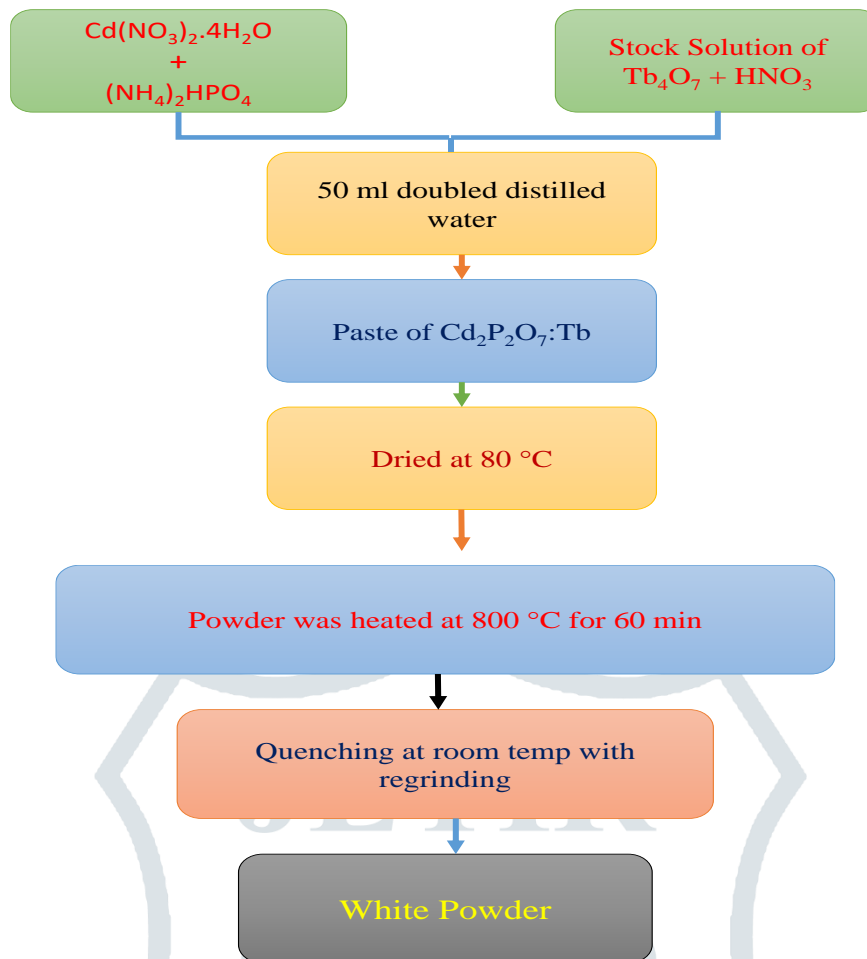 Cd(NO₃)₂.4H₂O
+
(NH₄)₂HPO₄
Stock Solution of
Tb₄O₇ + HNO₃
50 ml doubled distilled
water
Paste of Cd₂P₂O₇:Tb
Dried at 80 °C
Powder was heated at 800 °C for 60 min
Quenching at room temp with
regrinding
JETIR
White Powder